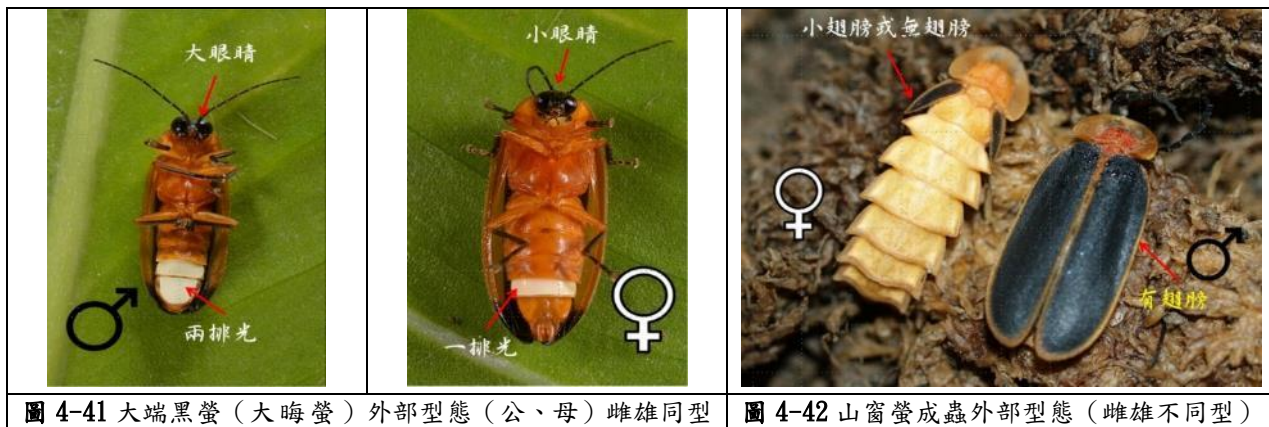 大眼睛
兩排光
小眼睛
一排光
小翅膀或無翅膀
有翅膀
圖 4-41 大端黑螢（大晦螢）外部型態（公、母）雌雄同型
圖 4-42 山窗螢成蟲外部型態（雌雄不同型）